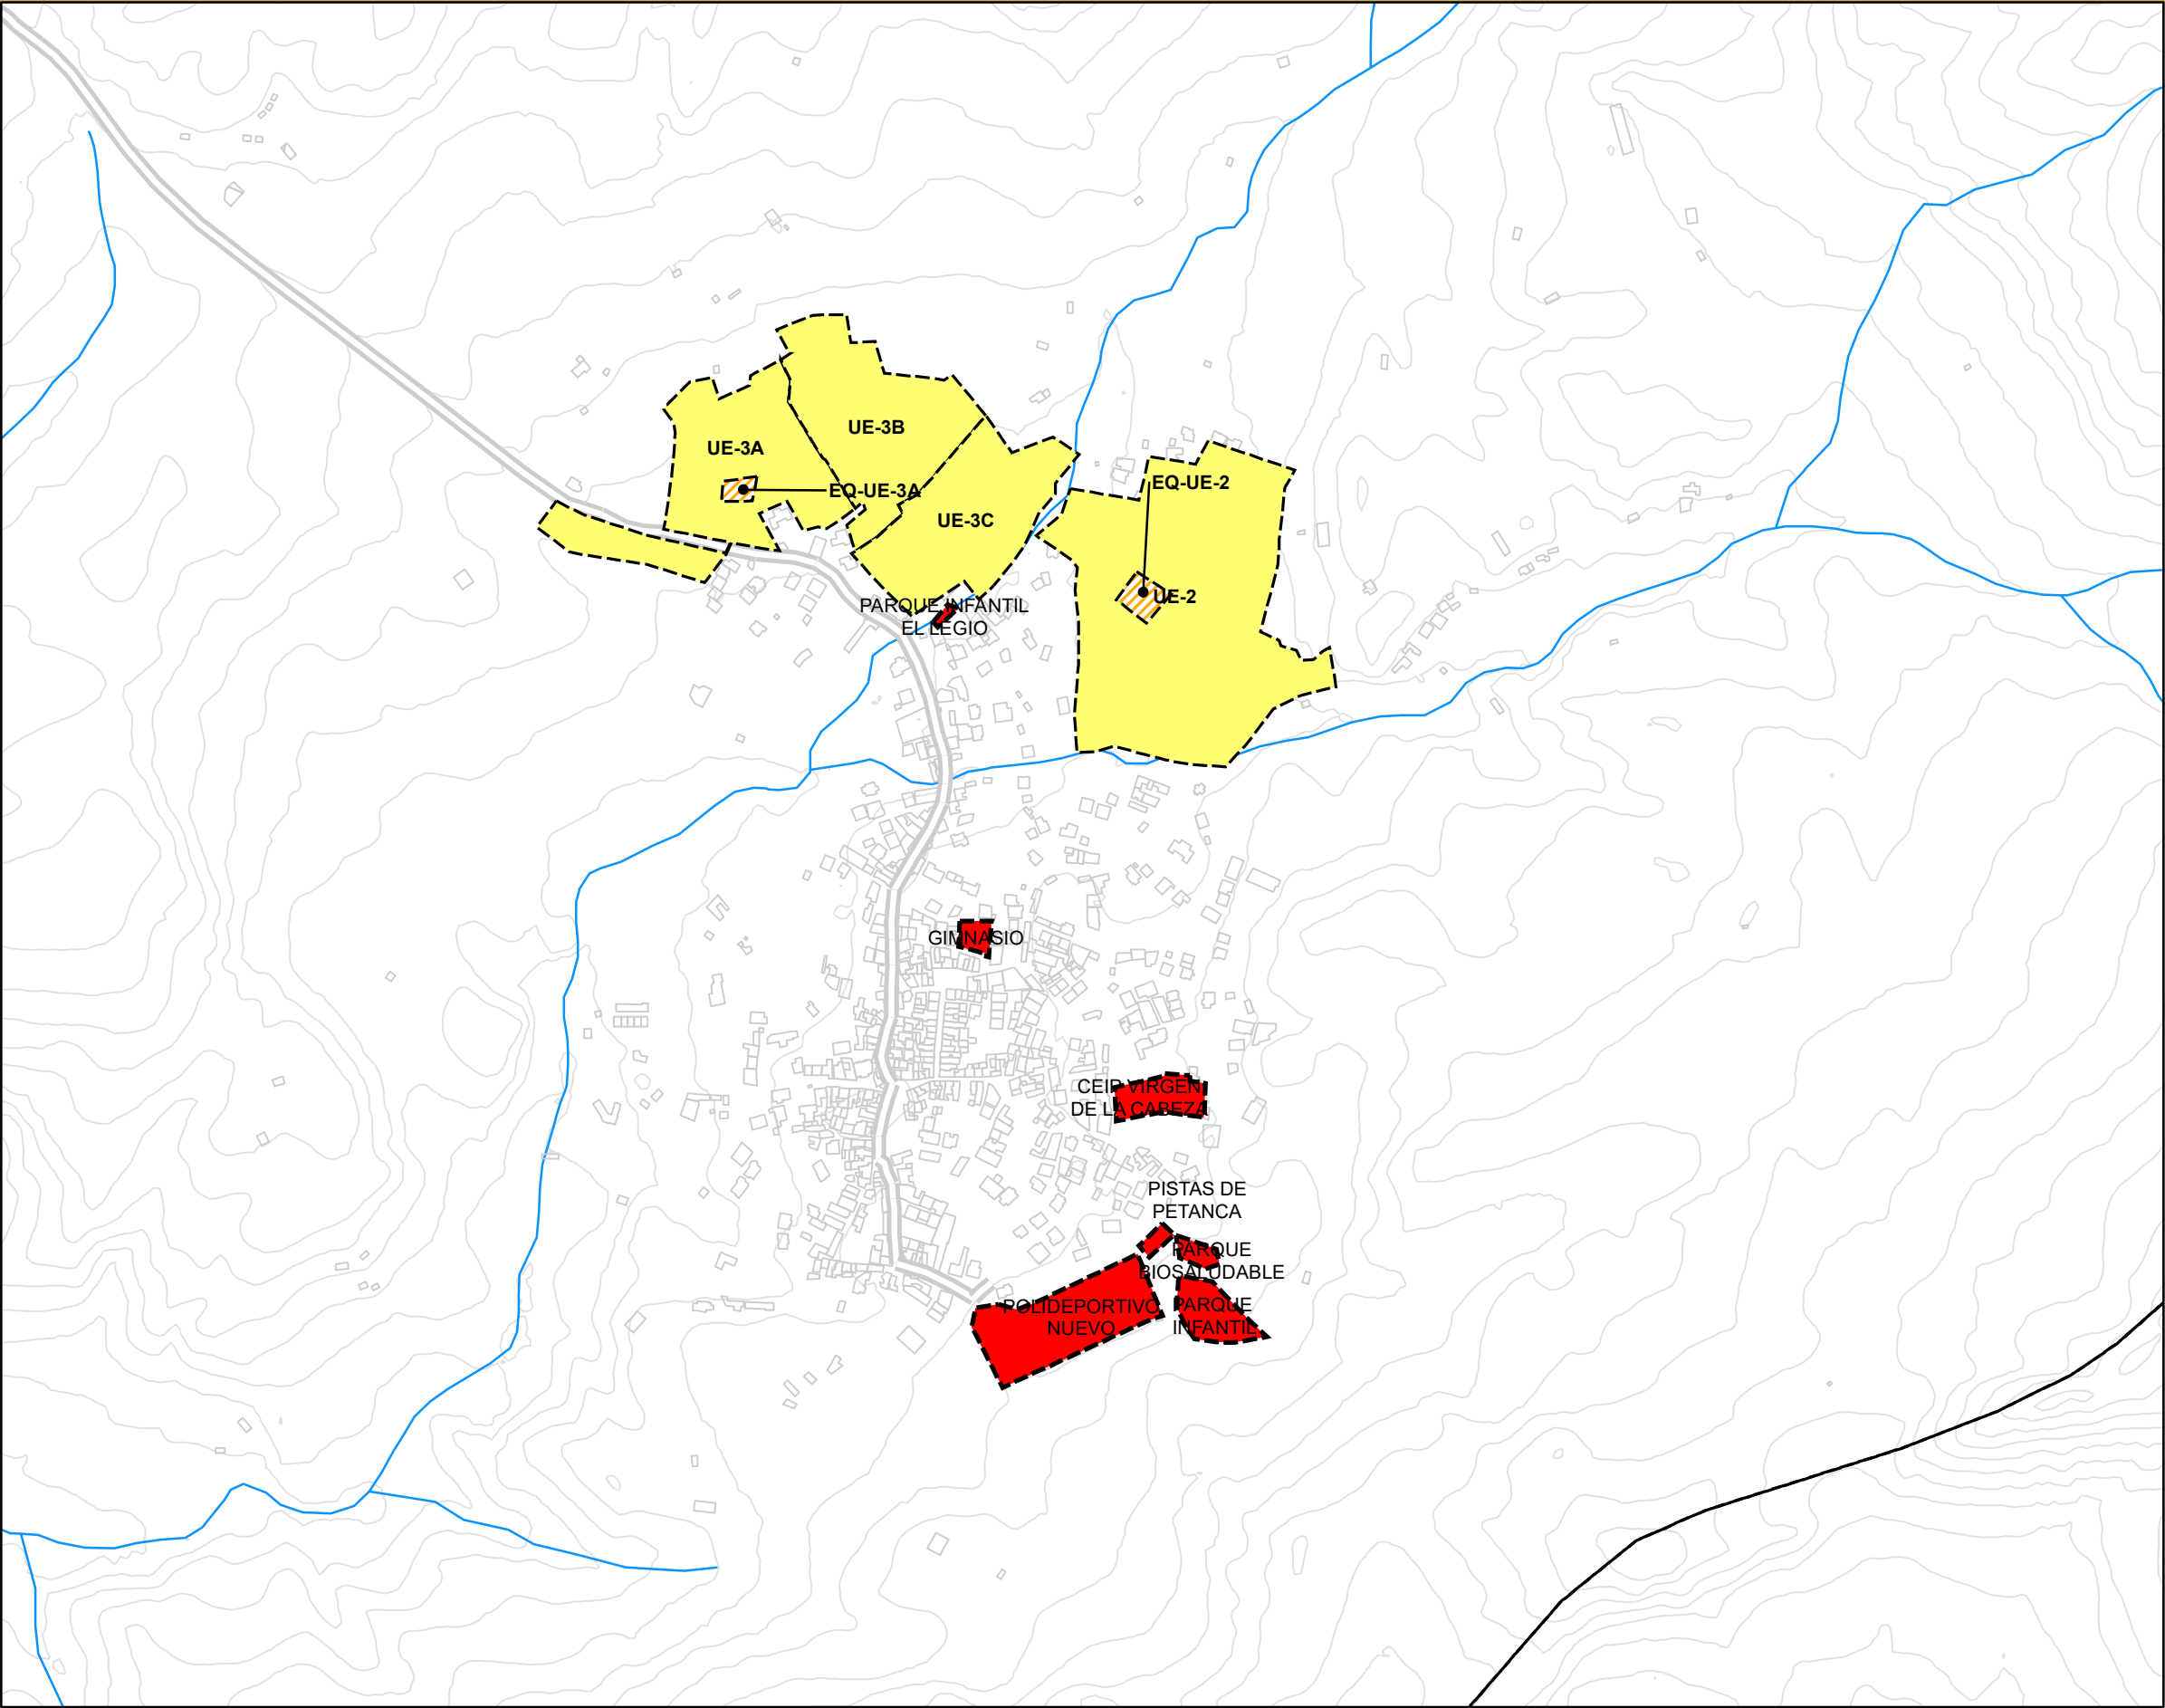 UE-3B
UE-3A
EQ-UE-2
EQ-UE-3A
UE-3C
UE-2
PARQUE INFANTIL
EL LEGIO
GIMNASIO
CEIP VIRGEN
DE LA CABEZA
PISTAS DE
PETANCA
PARQUE
BIOSALUDABLE
POLIDEPORTIVO
NUEVO
PARQUE
INFANTIL